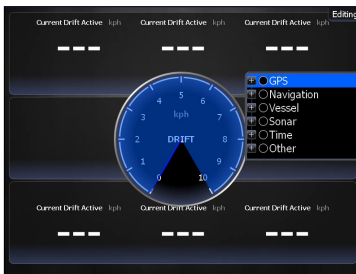 Editing
Current Drift Active kph Current Drift Active kph Current Drift Active kph
--- --- ---
GPS
Navigation
Vessel
Sonar
Time
Other
0 1 2 3 4 5 6 7 8 9 10
kph
DRIFT
Current Drift Active kph Current Drift Active kph Current Drift Active kph
--- --- ---